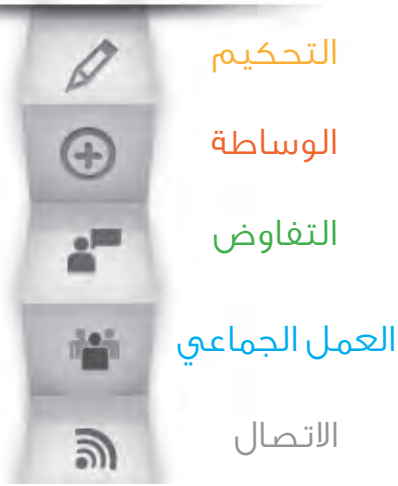 التحكيم
الوساطة
التفاوض
العمل الجماعي
الاتصال